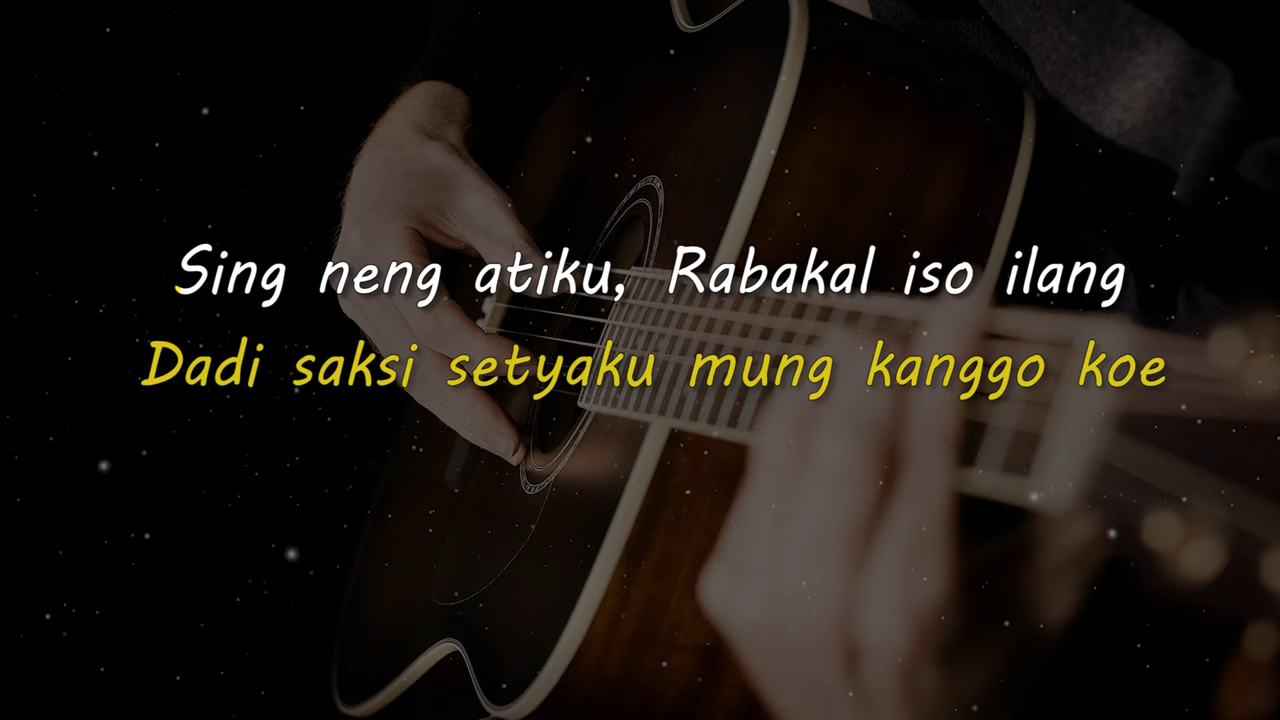 Sing neng atiku, Rabakal iso ilang
Dadi saksi setyaku mung kanggo koe